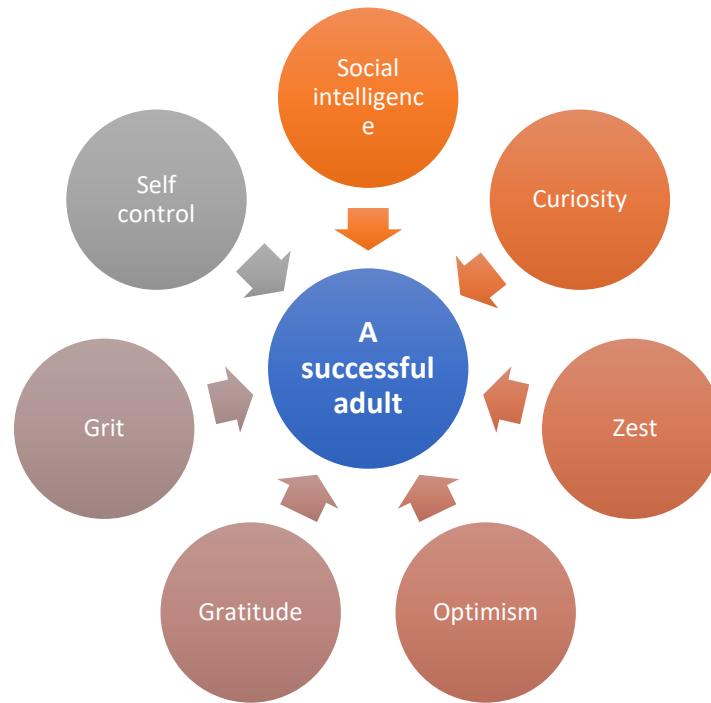 Social
intelligenc
e
Curiosity
Zest
Optimism
Gratitude
Grit
Self
control
A
successful
adult